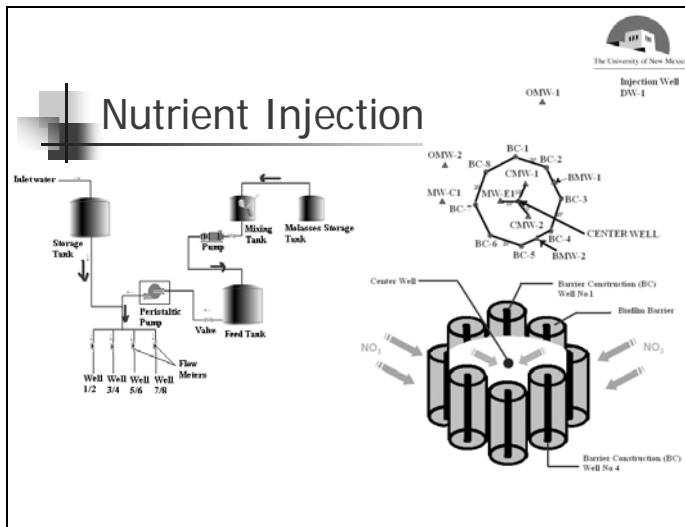 The University of New Mexico
Nutrient Injection
Injection Well
DW-1
OMW-1
BC-1
BC-2
BC-8
CMW-1
BMW-1
OMW-2
MW-E1
BC-3
MW-C1
BC-7
CMW-2
CENTER WELL
BC-6
BC-4
BC-5
BMW-2
Inlet water
Storage
Tank
Mixing
Tank
Molasses Storage
Tank
Pump
Peristaltic
Pump
Valve
Feed Tank
Flow
Meters
Well
1/2
Well
3/4
Well
5/6
Well
7/8
Center Well
Barrier Construction (BC)
Well No 1
Biofilm Barrier
NO3
NO3
Barrier Construction (BC)
Well No 4